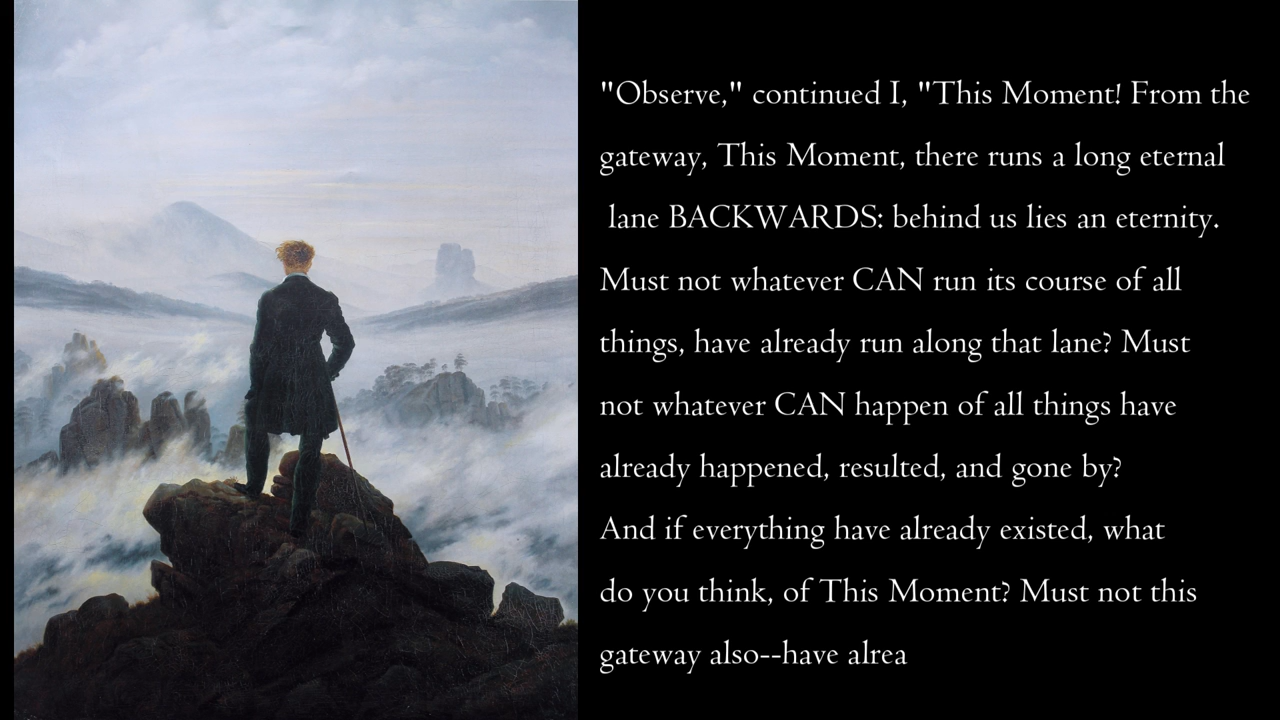 "Observe," continued I, "This Moment! From the
gateway, This Moment, there runs a long eternal
lane BACKWARDS: behind us lies an eternity.
Must not whatever CAN run its course of all
things, have already run along that lane? Must
not whatever CAN happen of all things have
already happened, resulted, and gone by?
And if everything have already existed, what
do you think, of This Moment? Must not this
gateway also--have alrea